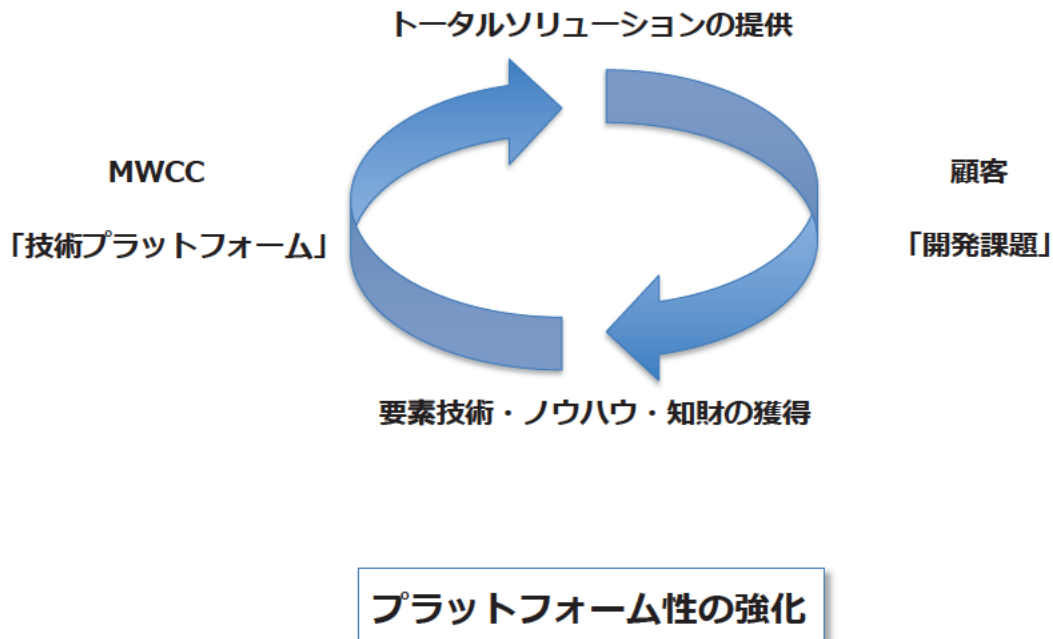 トータルソリューションの提供
MWCC
「技術プラットフォーム」
顧客
「開発課題」
要素技術・ノウハウ・知財の獲得
プラットフォーム性の強化